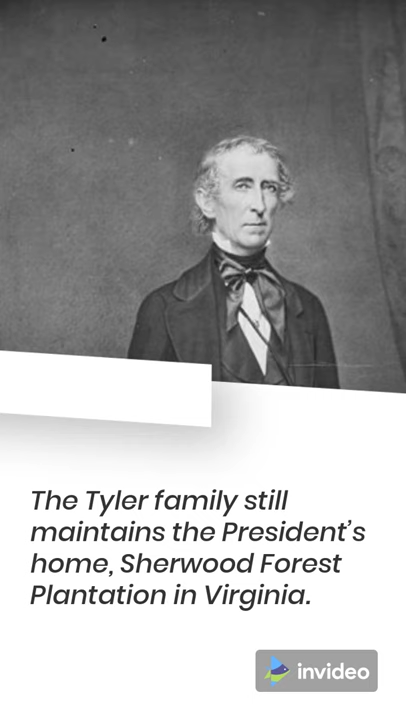 The Tyler family still
maintains the President’s
home, Sherwood Forest
Plantation in Virginia.
invideo